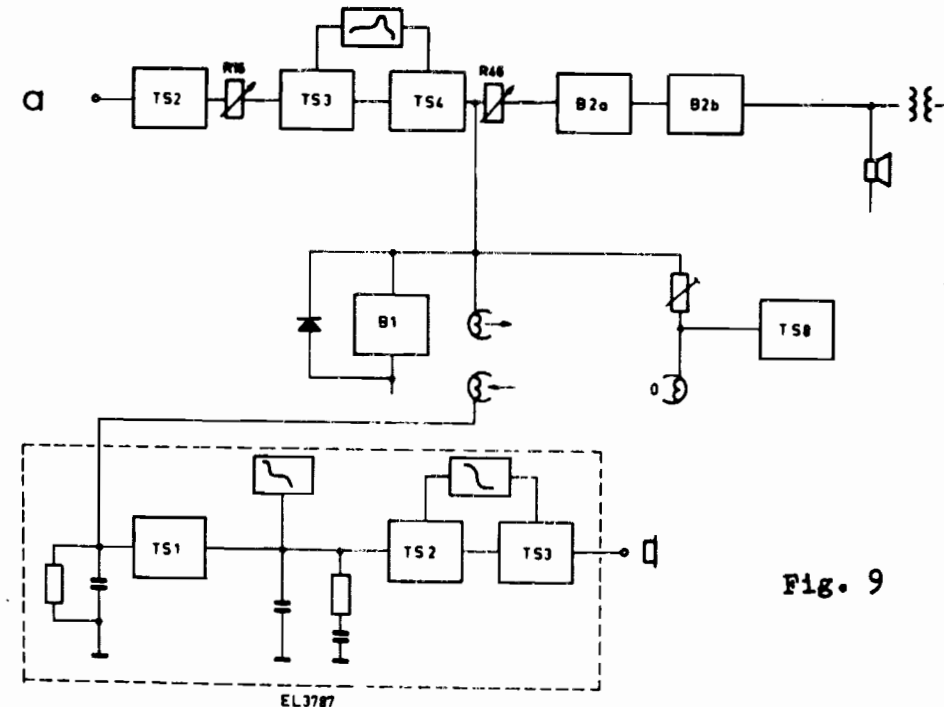 a
TS2
R16
TS3
TS4
R46
B2a
B2b
B1
TS8
0
TS1
TS2
TS3
Fig. 9
EL3787